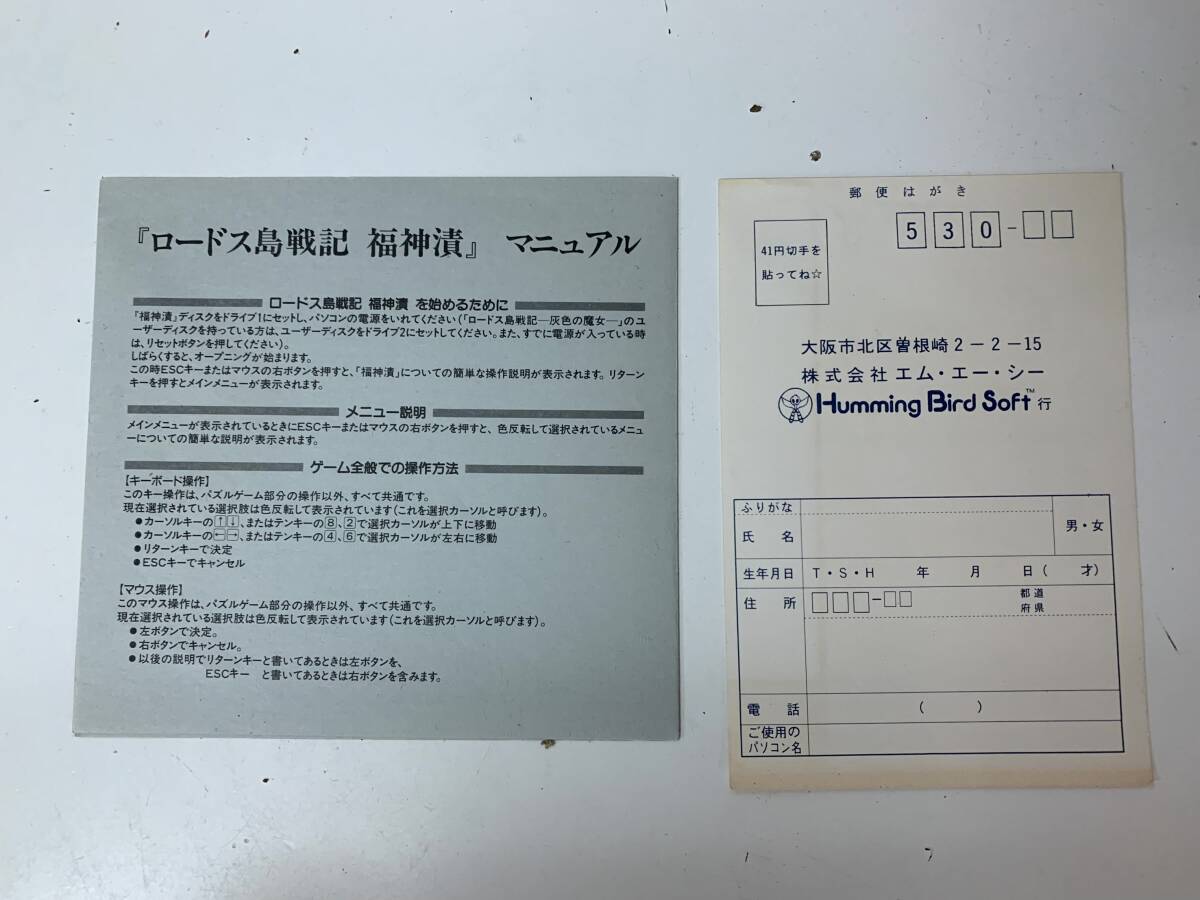 『ロードス島戦記 福神漬』 マニュアル
ロードス島戦記 福神漬 を始めるために
「福神漬」ディスクをドライブ1にセットし、パソコンの電源をいれてください(「ロードス島戦記―灰色の魔女―」のユ
ーザーディスクを持っている方は、ユーザーディスクをドライブ2にセットしてください。また、すでに電源が入っている時
は、リセットボタンを押してください)。
しばらくすると、オープニングが始まります。
この時ESCキーまたはマウスの右ボタンを押すと、「福神漬」についての簡単な操作説明が表示されます。リターン
キーを押すとメインメニューが表示されます。
メニュー説明
メインメニューが表示されているときにESCキーまたはマウスの右ボタンを押すと、色反転して選択されているメニュ
ーについての簡単な説明が表示されます。
ゲーム全般での操作方法
【キーボード操作】
このキー操作は、パズルゲーム部分の操作以外、すべて共通です。
現在選択されている選択肢は色反転して表示されています(これを選択カーソルと呼びます)。
●カーソルキーの↑↓、またはテンキーの8、2で選択カーソルが上下に移動
●カーソルキーの←→、またはテンキーの4、6で選択カーソルが左右に移動
●リターンキーで決定
●ESCキーでキャンセル
【マウス操作】
このマウス操作は、パズルゲーム部分の操作以外、すべて共通です。
現在選択されている選択肢は色反転して表示されています(これを選択カーソルと呼びます)。
●左ボタンで決定。
●右ボタンでキャンセル。
●以後の説明でリターンキーと書いてあるときは左ボタンを、
ESCキー と書いてあるときは右ボタンを含みます。
郵便はがき
530-□□
41円切手を
貼ってね☆
大阪市北区曽根崎2-2-15
株式会社エム・エー・シー
Humming Bird Soft™行
ふりがな
氏 名
男・女
生年月日 T・S・H 年 月 日( 才)
住 所 □□□-□□ 都道
府県
電 話 ( )
ご使用の
パソコン名